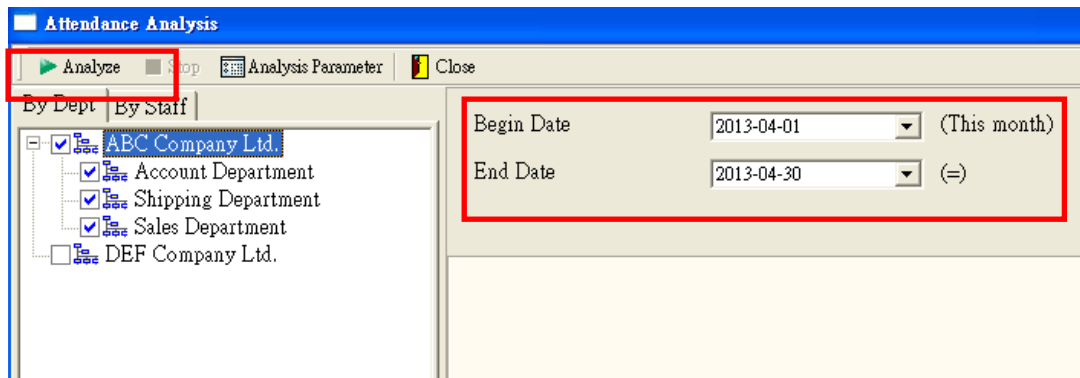 Attendance Analysis
Analyze Stop Analysis Parameter Close
By Dept By Staff
ABC Company Ltd.
Account Department
Shipping Department
Sales Department
DEF Company Ltd.
Begin Date 2013-04-01 (This month)
End Date 2013-04-30 (=)